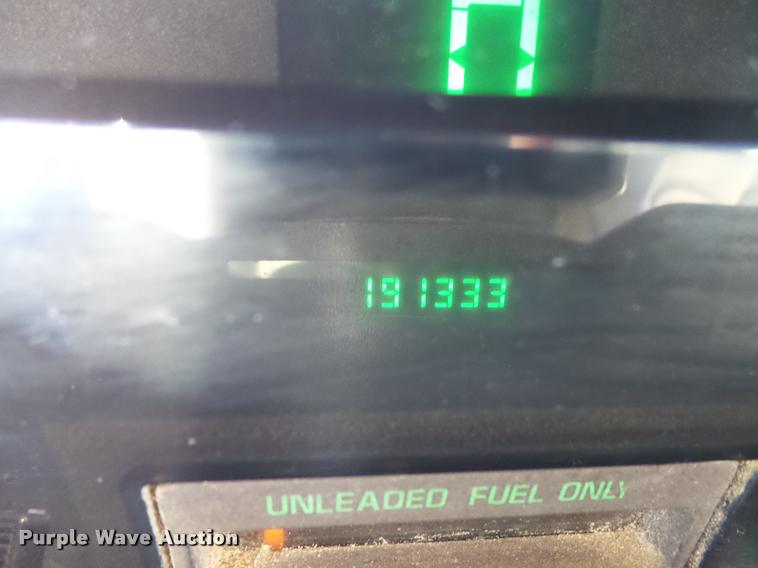 191333
UNLEADED FUEL ONLY
Purple Wave Auction